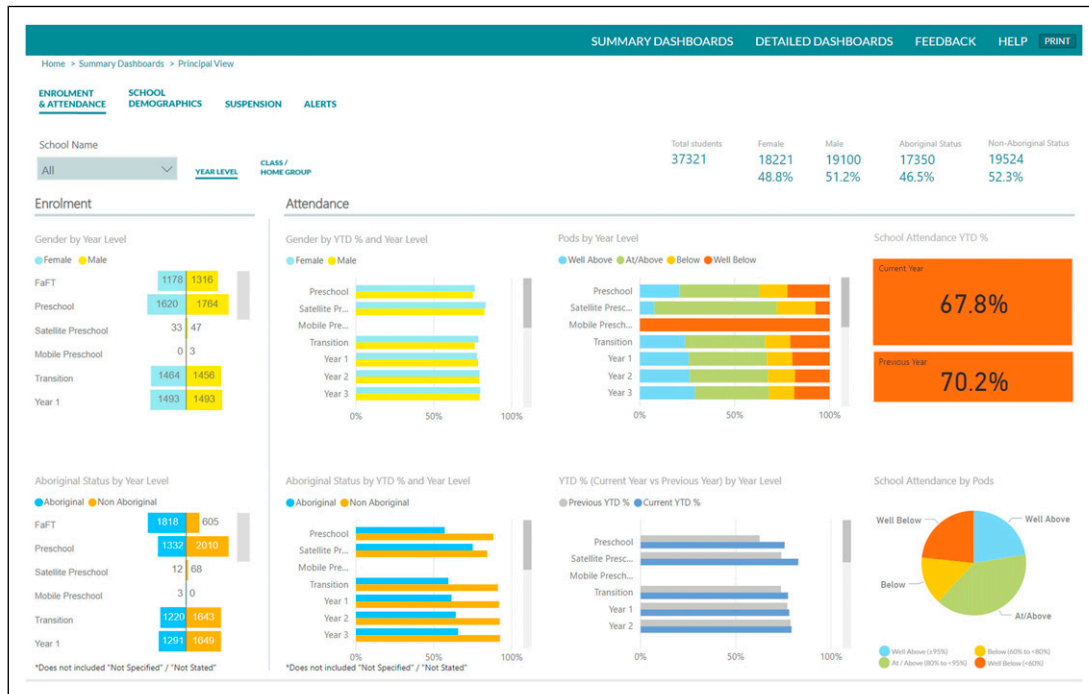 SUMMARY DASHBOARDS DETAILED DASHBOARDS FEEDBACK HELP PRINT
Home > Summary Dashboards > Principal View
ENROLMENT
& ATTENDANCE
SCHOOL
DEMOGRAPHICS
SUSPENSION
ALERTS
School Name
All
YEAR LEVEL
CLASS /
HOME GROUP
Total students
37321
Female
18221
48.8%
Male
19100
51.2%
Aboriginal Status
17350
46.5%
Non-Aboriginal Status
19524
52.3%
Enrolment
Attendance
Gender by Year Level
Female Male
FaFT 1178 1316
Preschool 1620 1764
Satellite Preschool 33 47
Mobile Preschool 0 3
Transition 1464 1456
Year 1 1493 1493
Gender by YTD % and Year Level
Female Male
Preschool
Satellite Pr...
Mobile Pre...
Transition
Year 1
Year 2
Year 3
0% 50% 100%
Pods by Year Level
Well Above At/Above Below Well Below
Preschool
Satellite Presc...
Mobile Presch...
Transition
Year 1
Year 2
Year 3
0% 50% 100%
School Attendance YTD %
Current Year
67.8%
Previous Year
70.2%
Aboriginal Status by Year Level
Aboriginal Non Aboriginal
FaFT 1818 605
Preschool 1332 2010
Satellite Preschool 12 68
Mobile Preschool 3 0
Transition 1220 1643
Year 1 1291 1649
*Does not included "Not Specified" / "Not Stated"
Aboriginal Status by YTD % and Year Level
Aboriginal Non Aboriginal
Preschool
Satellite Pr...
Mobile Pre...
Transition
Year 1
Year 2
Year 3
0% 50% 100%
*Does not included "Not Specified" / "Not Stated"
YTD % (Current Year vs Previous Year) by Year Level
Previous YTD % Current YTD %
Preschool
Satellite Presc...
Mobile Presch...
Transition
Year 1
Year 2
0% 50% 100%
School Attendance by Pods
Well Below
Well Above
Below
At/Above
Well Above (≥95%) Below (60% to <80%)
At / Above (80% to <95%) Well Below (<60%)